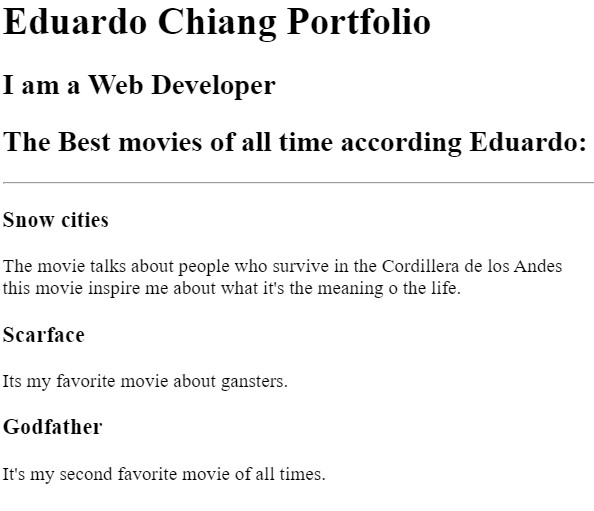 Eduardo Chiang Portfolio
I am a Web Developer
The Best movies of all time according Eduardo:
Snow cities
The movie talks about people who survive in the Cordillera de los Andes
this movie inspire me about what it's the meaning o the life.
Scarface
Its my favorite movie about gansters.
Godfather
It's my second favorite movie of all times.